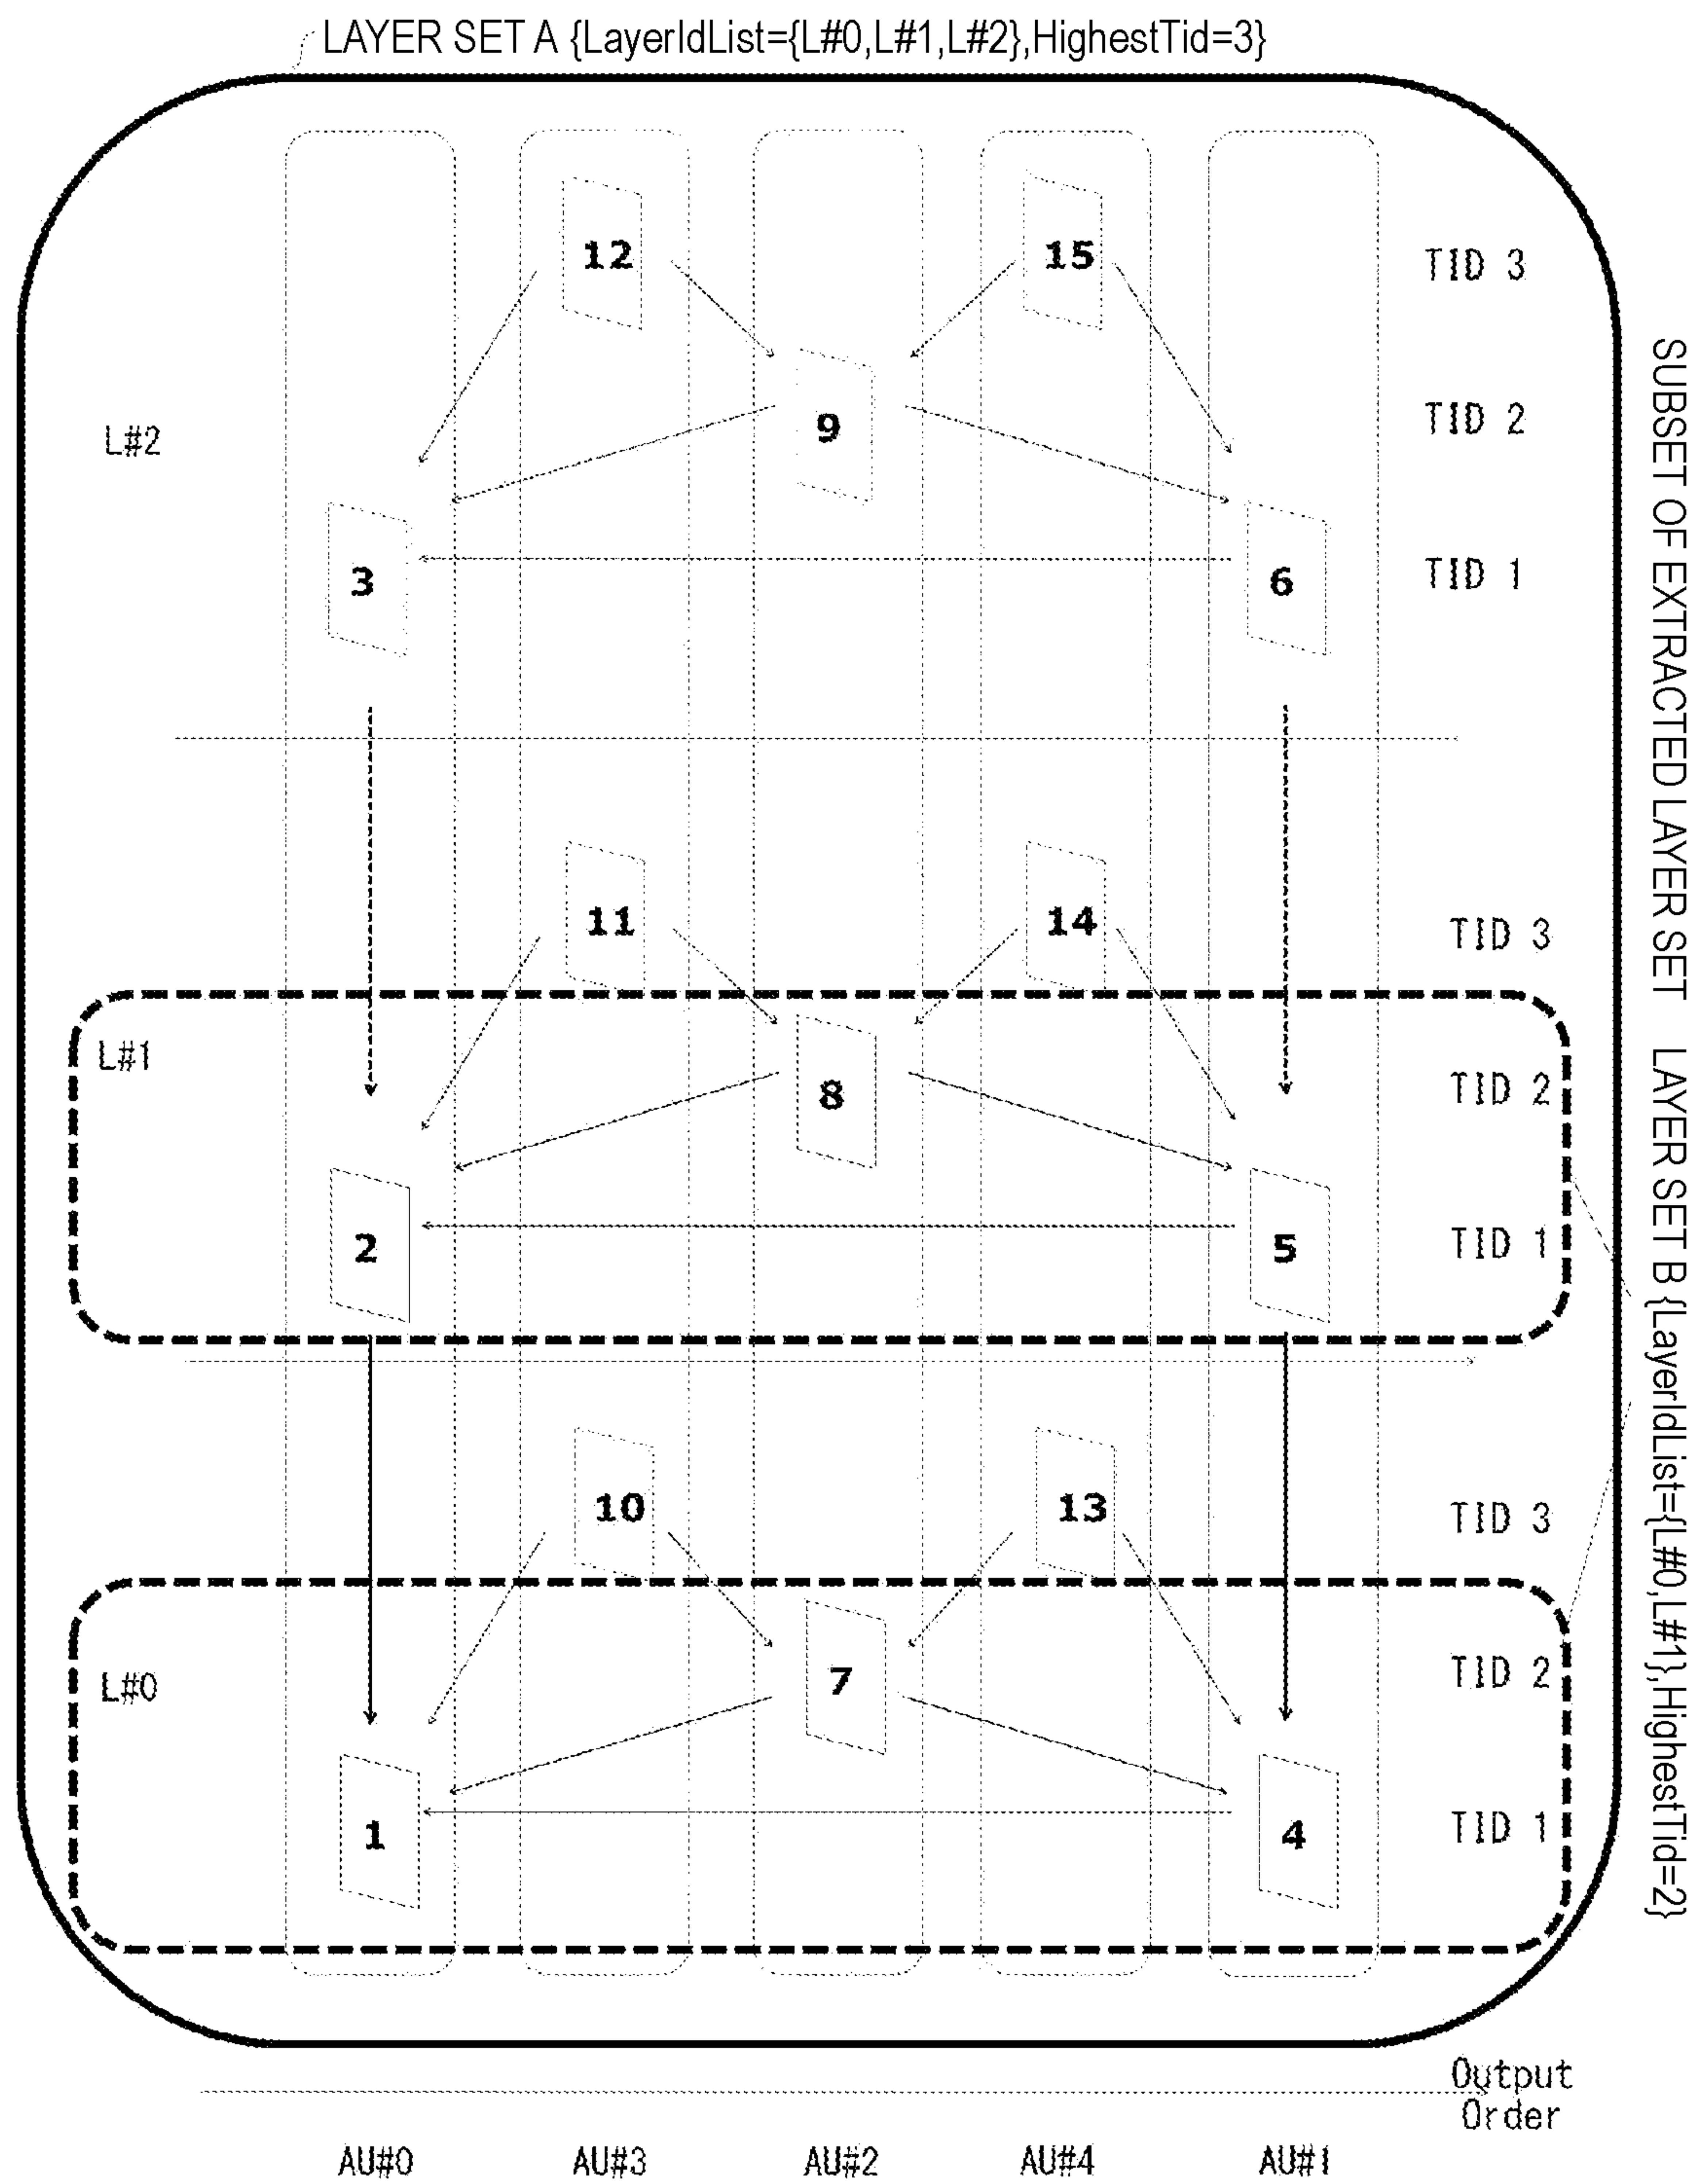 LAYER SET A {LayerIdList={L#0,L#1,L#2},HighestTid=3}
12
15
TID 3
9
TID 2
L#2
3
6
TID 1
11
14
TID 3
L#1
8
TID 2
2
5
TID 1
10
13
TID 3
L#0
7
TID 2
1
4
TID 1
SUBSET OF EXTRACTED LAYER SET LAYER SET B {LayerIdList={L#0,L#1},HighestTid=2}
Output
Order
AU#0 AU#3 AU#2 AU#4 AU#1